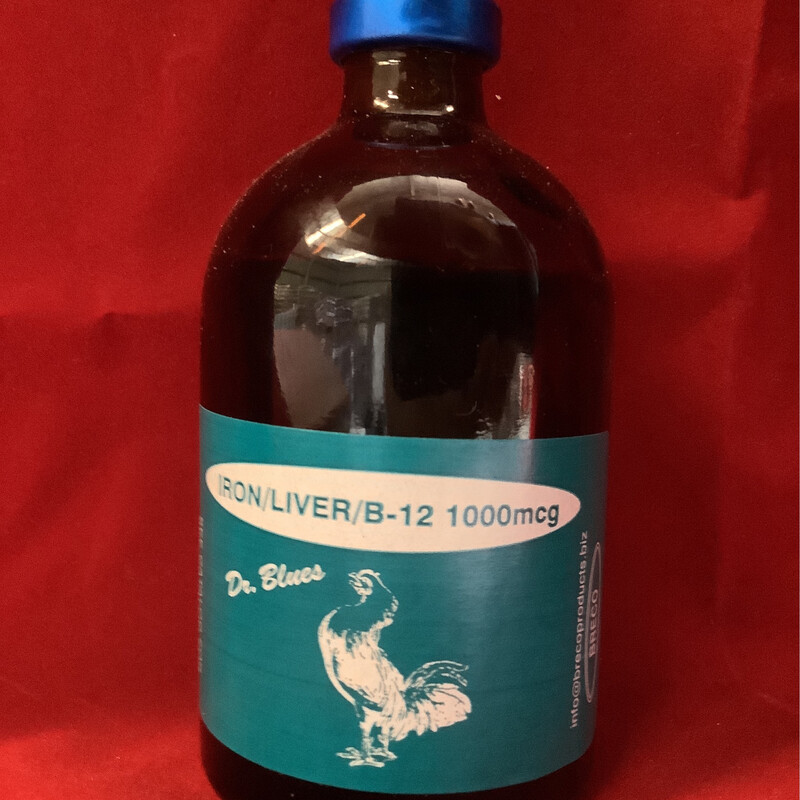 IRON/LIVER/B-12 1000mcg
Dr. Blues
info@brecoproducts.biz
BRECO